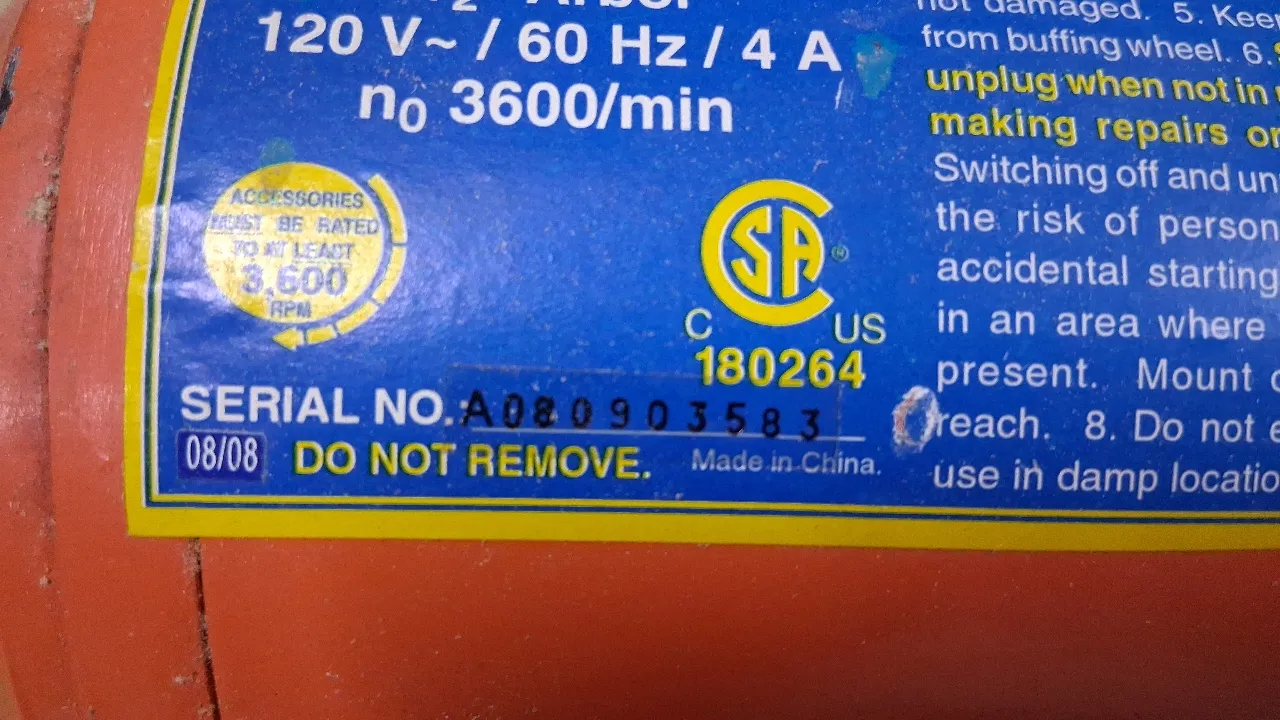 120 V~ / 60 Hz / 4 A
n0 3600/min
ACCESSORIES
MUST BE RATED
TO AT LEAST
3,600
RPM
CSA ®
C US
180264
SERIAL NO. A080903583
08/08 DO NOT REMOVE. Made in China.
not damaged. 5. Keep
from buffing wheel. 6.
unplug when not in
making repairs or
Switching off and
the risk of person
accidental starting
in an area where
present. Mount
reach. 8. Do not
use in damp